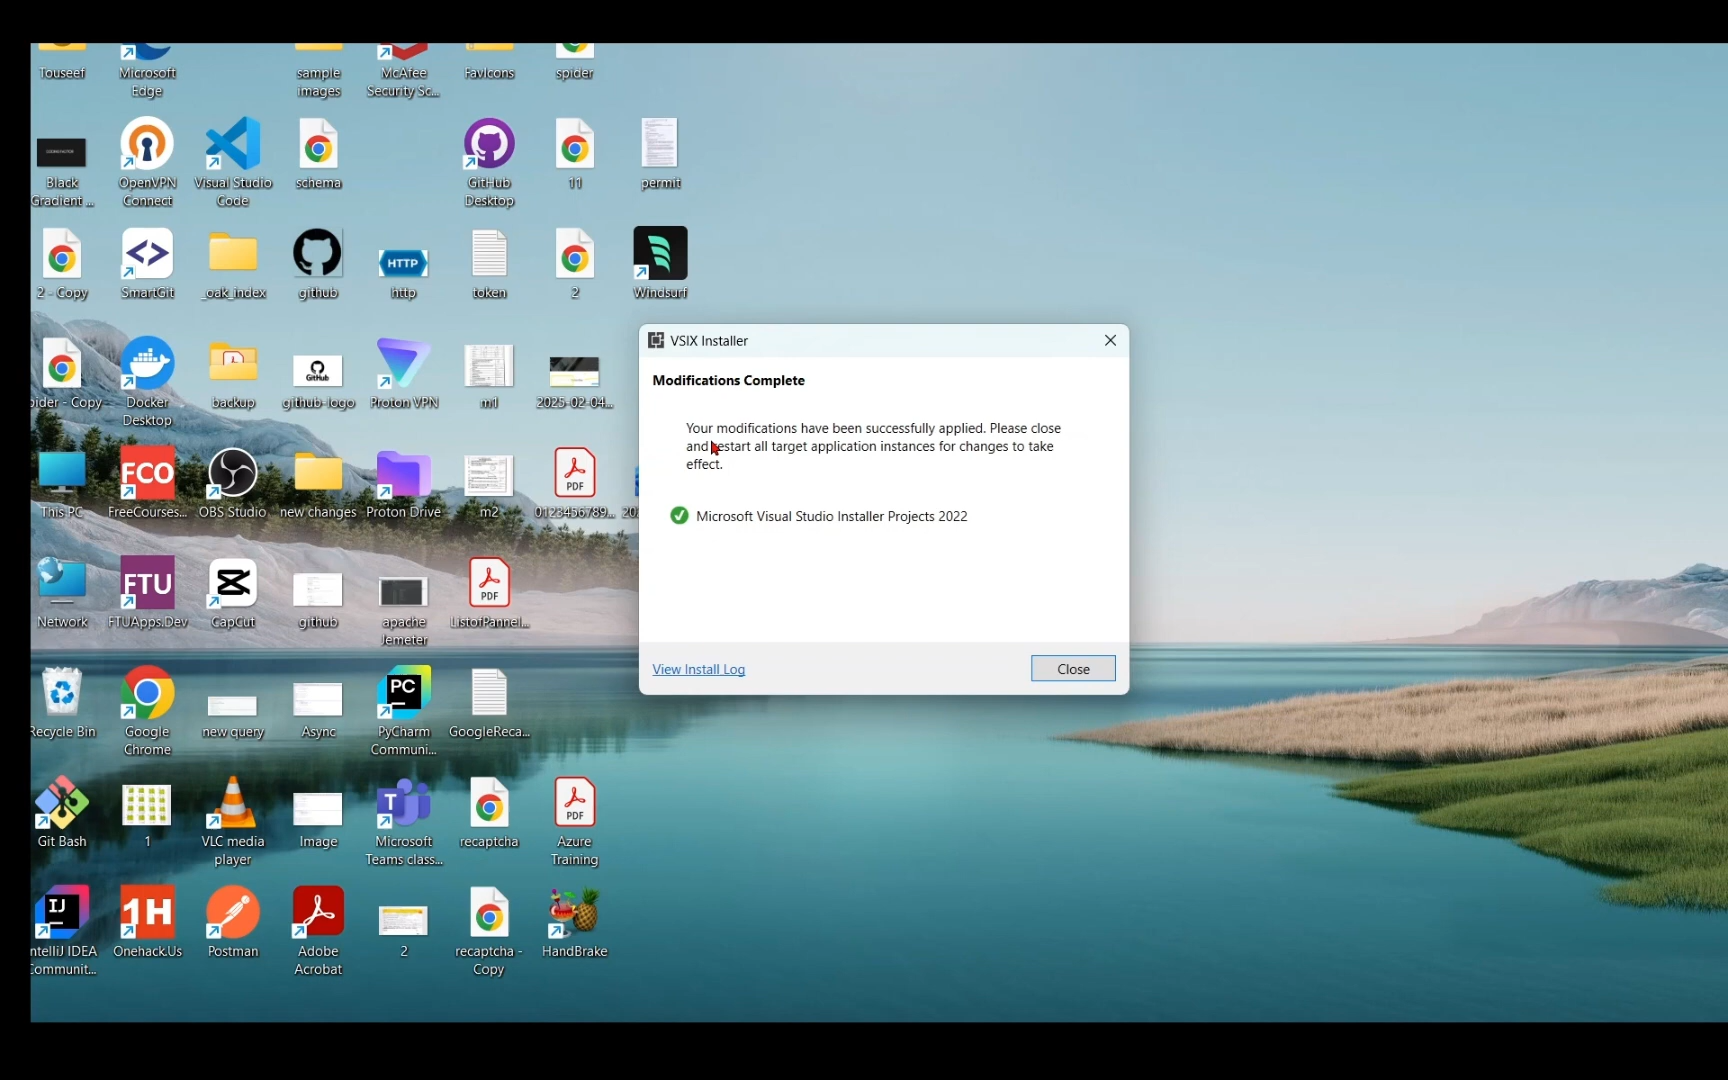 Touseef
Microsoft
Edge
sample
images
McAfee
Security Sc...
FavIcons
spider
Black
Gradient ...
OpenVPN
Connect
Visual Studio
Code
schema
GitHub
Desktop
11
permit
2 - Copy
SmartGit
_oak_index
github
HTTP
http
token
2
Windsurf
pider - Copy
Docker
Desktop
backup
GitHub
github-logo
Proton VPN
m1
2025-02-04...
This PC
FCO
FreeCourses...
OBS Studio
new changes
Proton Drive
m2
PDF
0123456789...
Network
FTU
FTUApps.Dev
CapCut
github
apache
Jemeter
PDF
ListofPannel...
Recycle Bin
Google
Chrome
new query
Async
PC
PyCharm
Communi...
GoogleReca...
Git Bash
1
VLC media
player
Image
T
Microsoft
Teams class...
recaptcha
PDF
Azure
Training
IJ
ntelliJ IDEA
Communit...
1H
Onehack.Us
Postman
Adobe
Acrobat
2
recaptcha -
Copy
HandBrake
VSIX Installer
Modifications Complete
Your modifications have been successfully applied. Please close
and restart all target application instances for changes to take
effect.
Microsoft Visual Studio Installer Projects 2022
View Install Log
Close